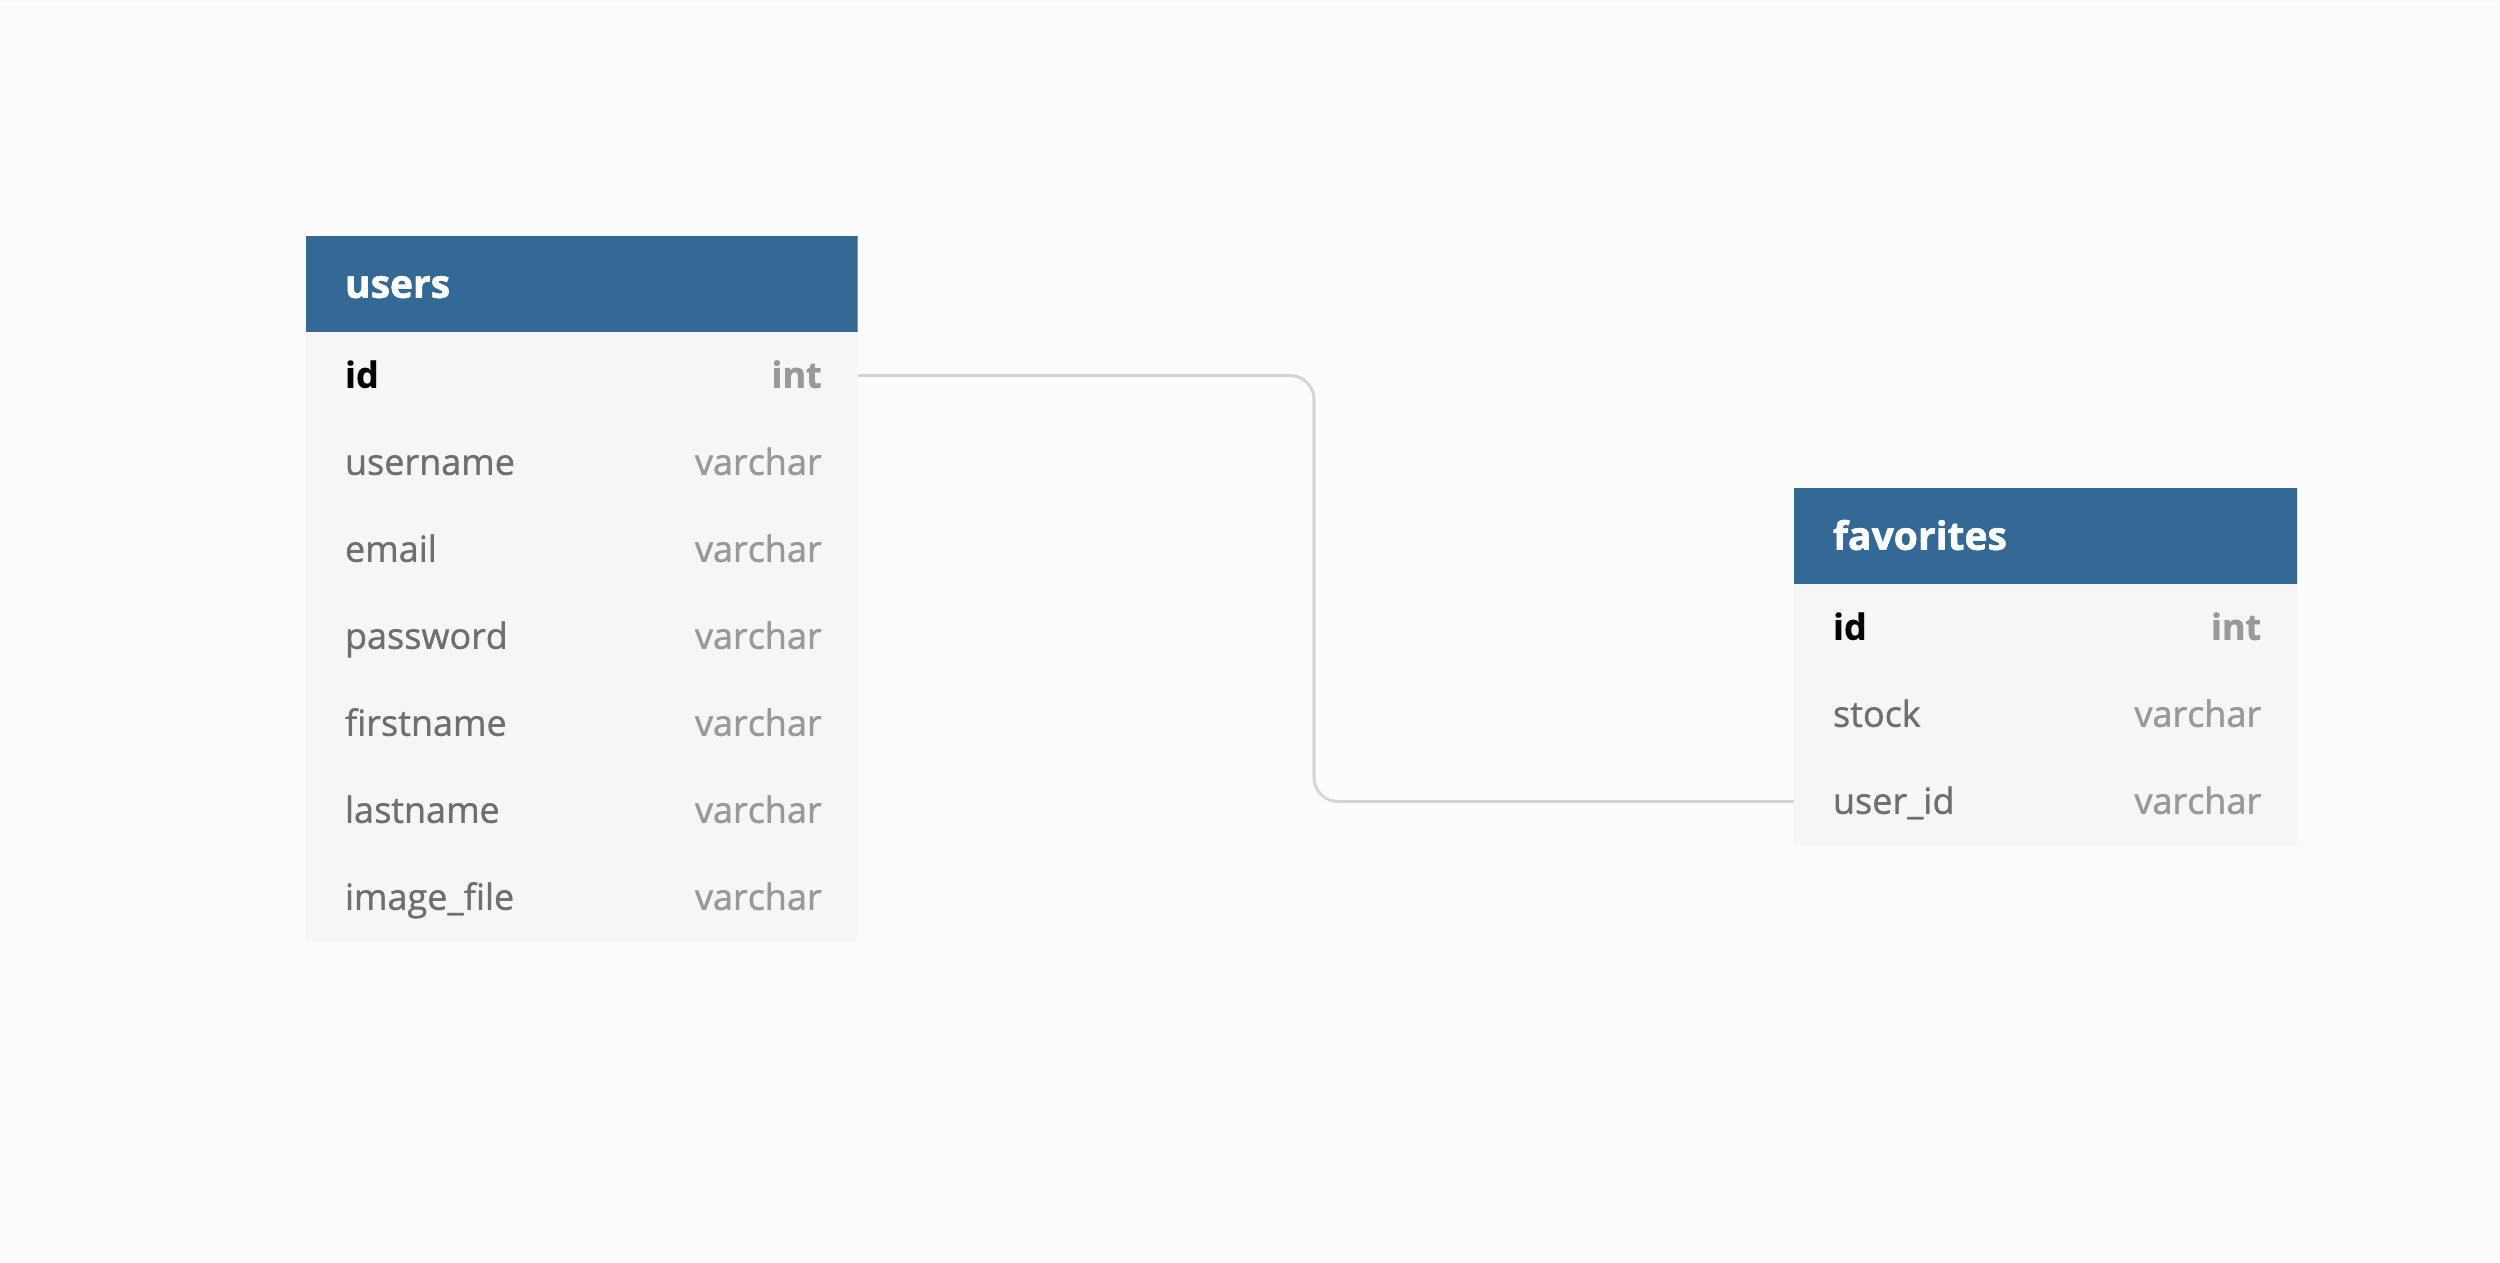 users
id int
username varchar
email varchar
password varchar
firstname varchar
lastname varchar
image_file varchar
favorites
id int
stock varchar
user_id varchar